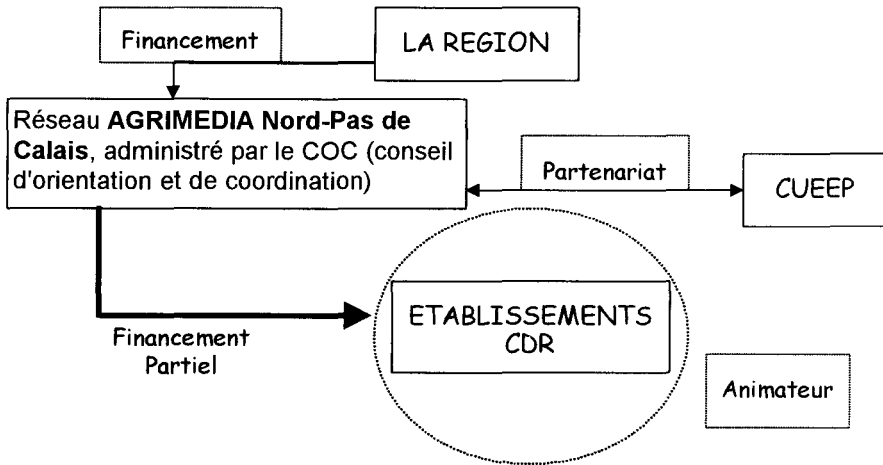 Financement
LA REGION
Réseau AGRIMEDIA Nord-Pas de
Calais, administré par le COC (conseil
d'orientation et de coordination)
Partenariat
CUEEP
ETABLISSEMENTS
CDR
Financement
Partiel
Animateur